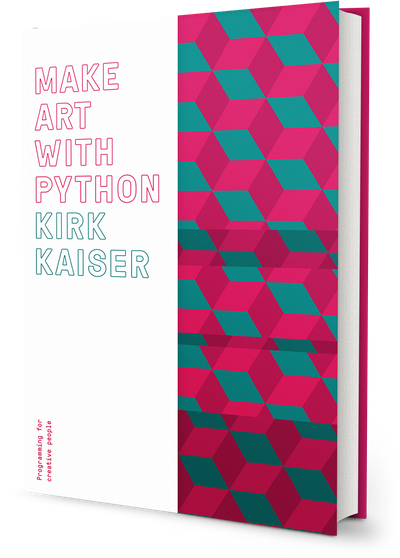 MAKE
ART
WITH
PYTHON
KIRK
KAISER
Programming for
creative people